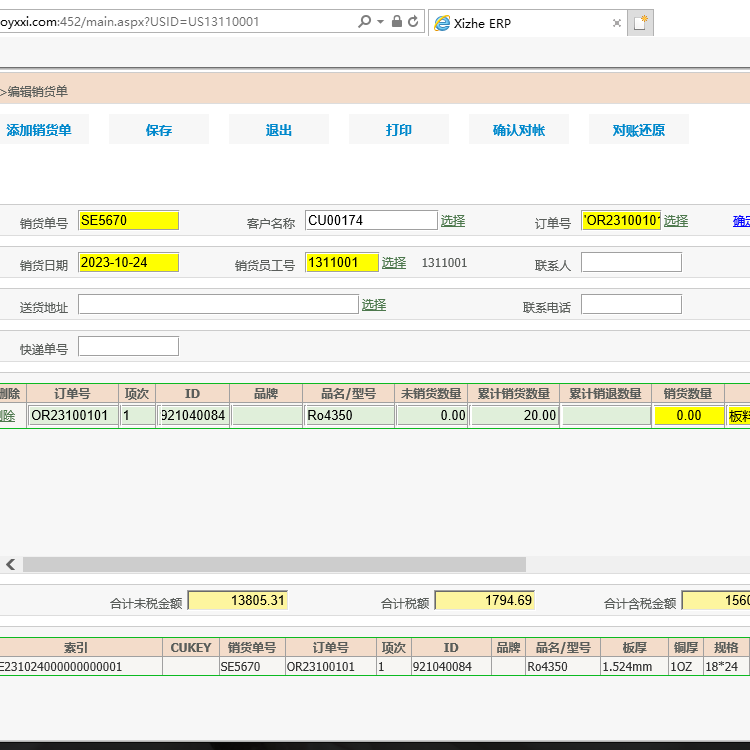 oyxxi.com:452/main.aspx?USID=US13110001 Xizhe ERP
>编辑销货单
添加销货单 保存 退出 打印 确认对帐 对账还原
销货单号 SE5670 客户名称 CU00174 选择 订单号 'OR2310010 选择
销货日期 2023-10-24 销货员工号 1311001 选择 1311001 联系人
送货地址 选择 联系电话
快递单号
删除 订单号 项次 ID 品牌 品名/型号 未销货数量 累计销货数量 累计销退数量 销货数量
OR23100101 1 921040084 Ro4350 0.00 20.00 0.00 板料
合计未税金额 13805.31 合计税额 1794.69 合计含税金额 1560
索引 CUKEY 销货单号 订单号 项次 ID 品牌 品名/型号 板厚 铜厚 规格
E231024000000000001 SE5670 OR23100101 1 921040084 Ro4350 1.524mm 1OZ 18*24